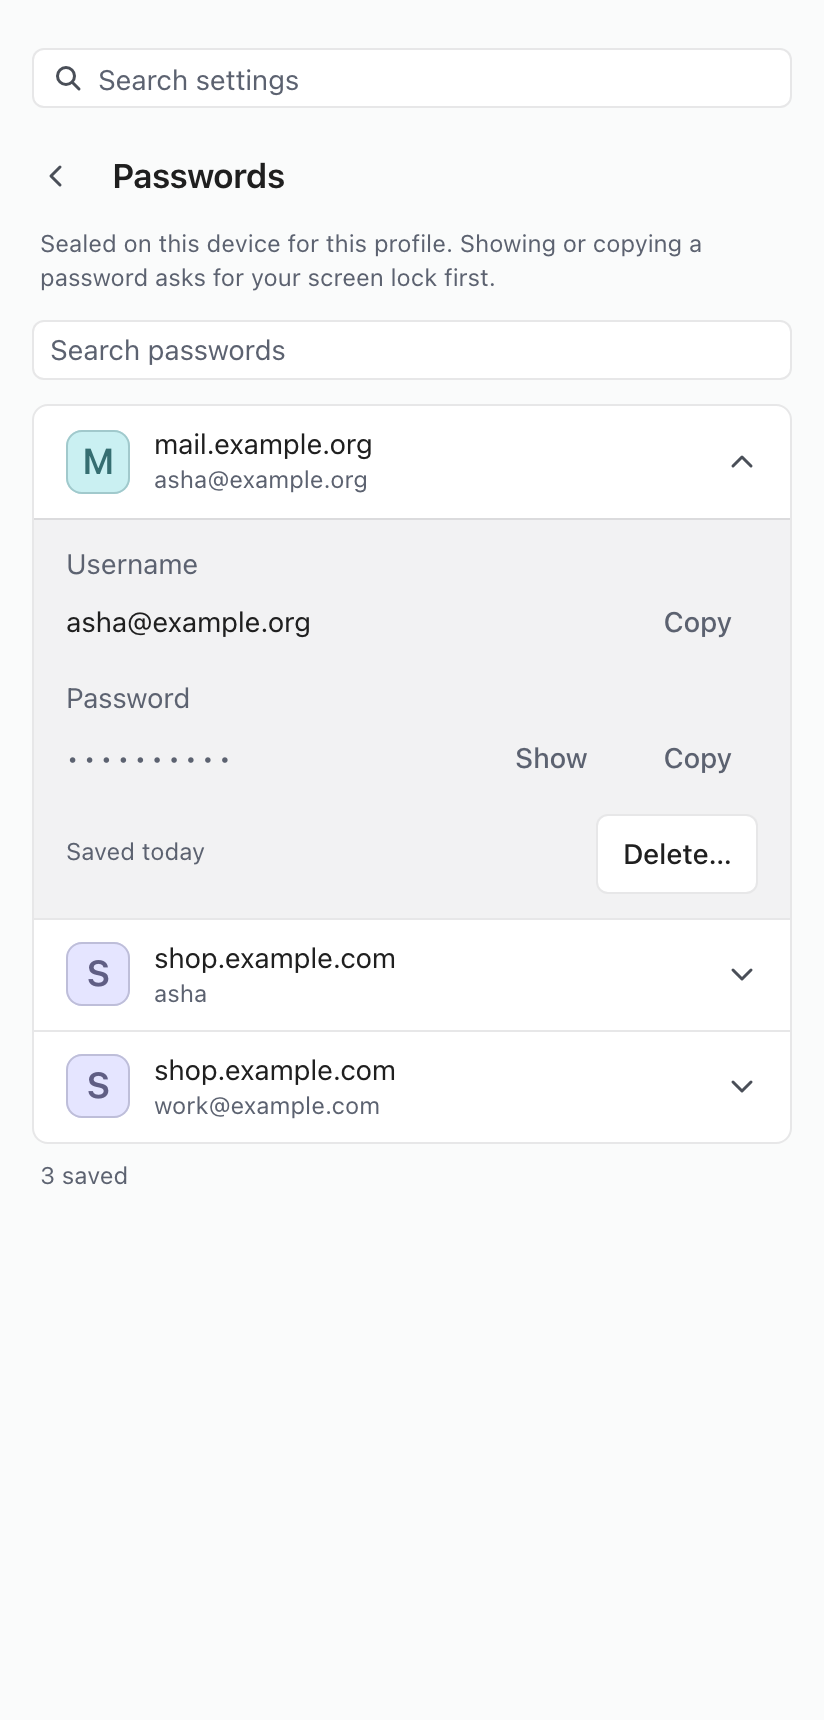 Search settings
Passwords
Sealed on this device for this profile. Showing or copying a
password asks for your screen lock first.
Search passwords
M
mail.example.org
asha@example.org
Username
asha@example.org Copy
Password
•••••••••• Show Copy
Saved today Delete...
S
shop.example.com
asha
S
shop.example.com
work@example.com
3 saved